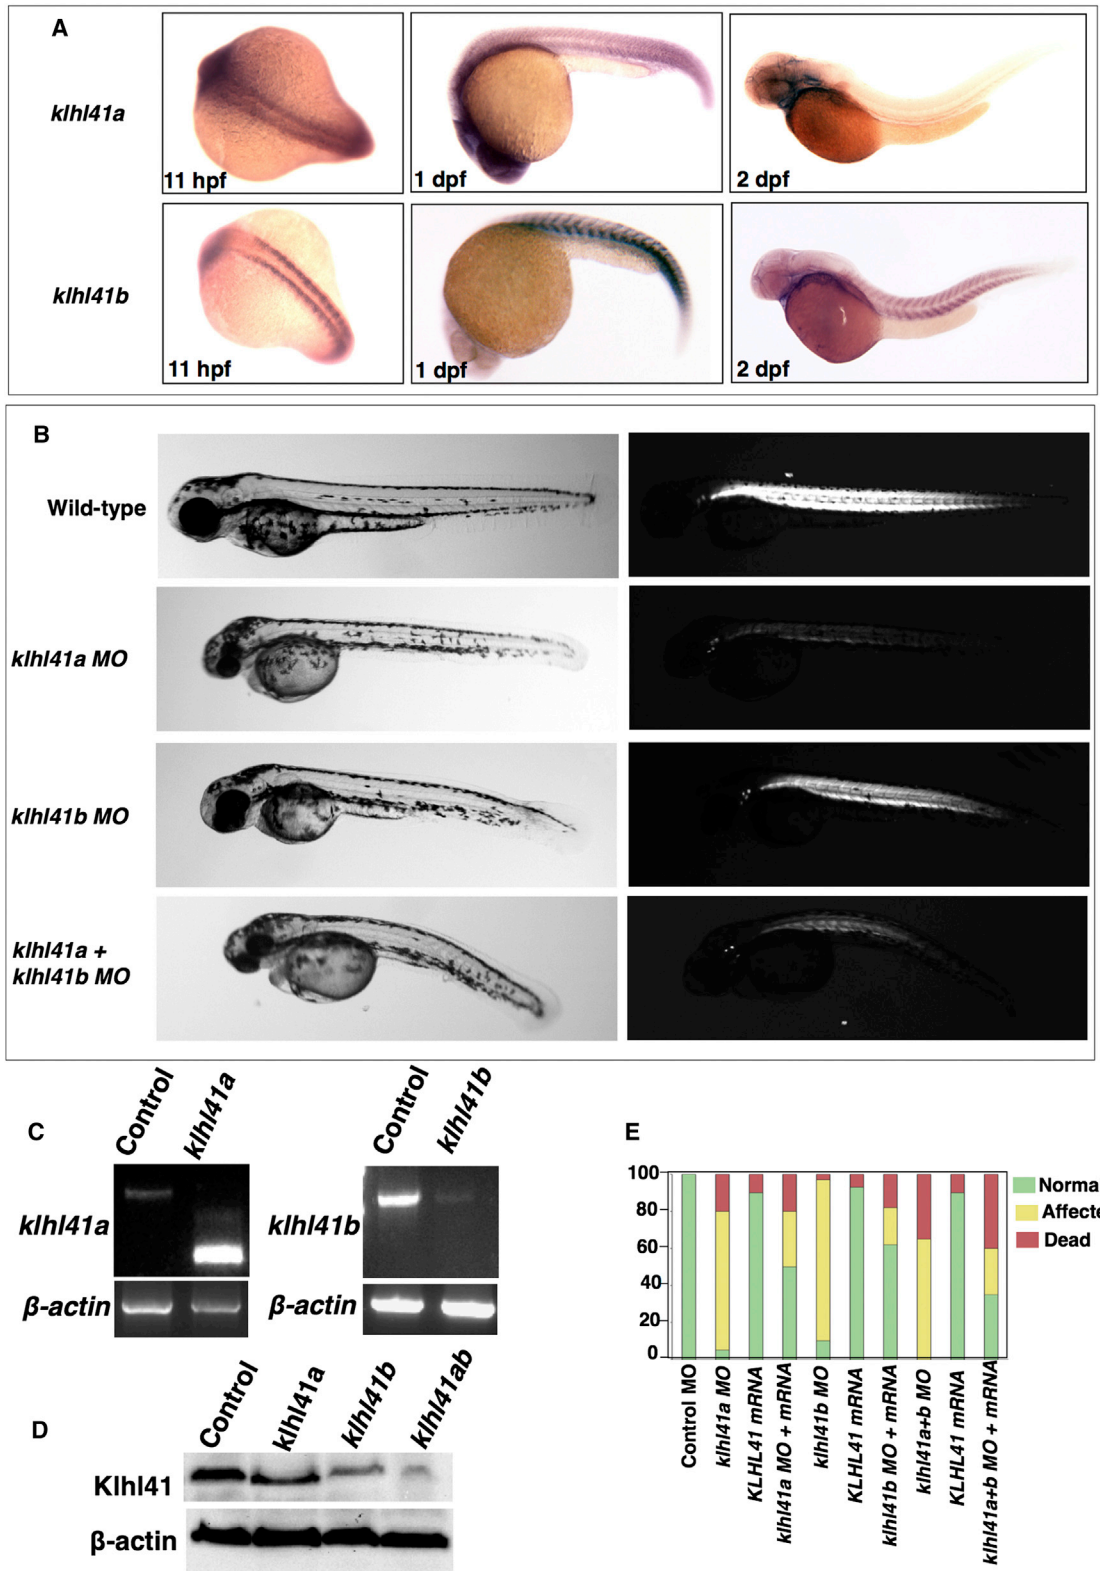 A
klhl41a
11 hpf
1 dpf
2 dpf
klhl41b
11 hpf
1 dpf
2 dpf
B
Wild-type
klhl41a MO
klhl41b MO
klhl41a +
klhl41b MO
C
Control
klhl41a
klhl41a
β-actin
Control
klhl41b
klhl41b
β-actin
D
Control
klhl41a
klhl41b
klhl41ab
Klhl41
β-actin
E
100
80
60
40
20
0
Norma
Affecte
Dead
Control MO
klhl41a MO
KLHL41 mRNA
klhl41a MO + mRNA
klhl41b MO
KLHL41 mRNA
klhl41b MO + mRNA
klhl41a+b MO
KLHL41 mRNA
klhl41a+b MO + mRNA